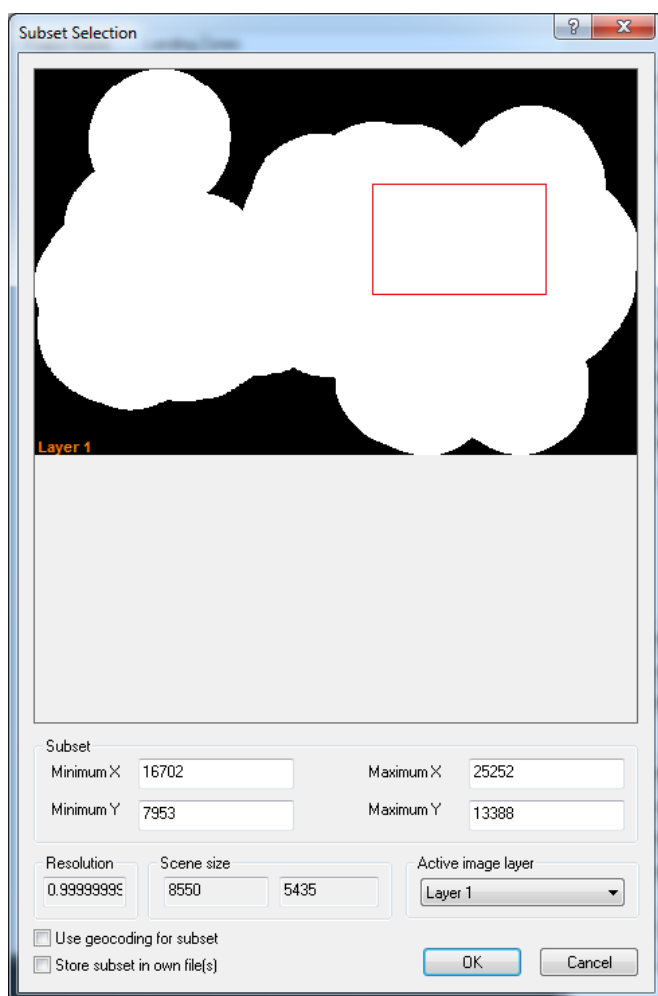 Subset Selection
Layer 1
Subset
Minimum X 16702 Maximum X 25252
Minimum Y 7953 Maximum Y 13388
Resolution Scene size Active image layer
0.99999999 8550 5435 Layer 1
Use geocoding for subset
Store subset in own file(s) OK Cancel